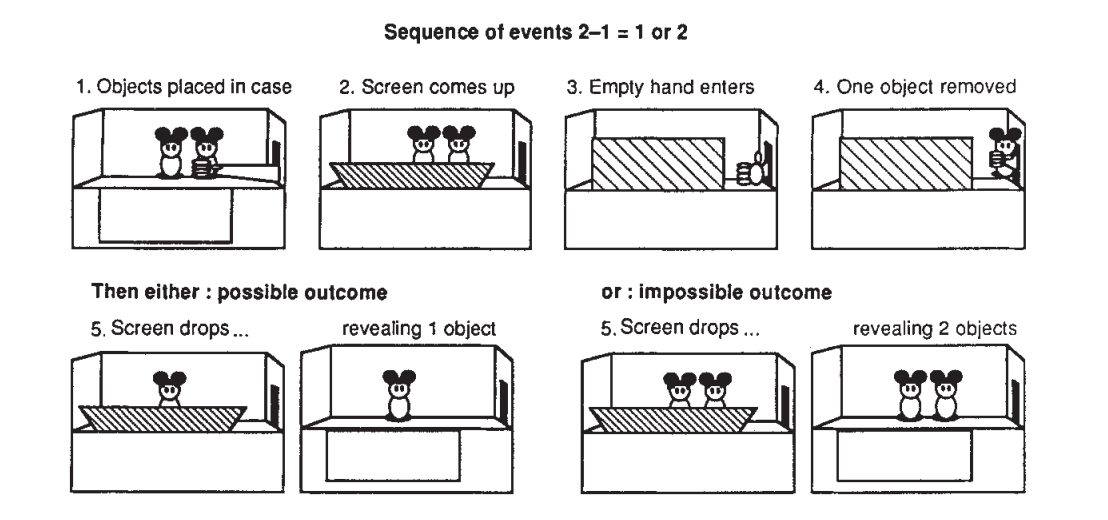 Sequence of events 2–1 = 1 or 2
1. Objects placed in case
2. Screen comes up
3. Empty hand enters
4. One object removed
Then either : possible outcome
or : impossible outcome
5. Screen drops ...
revealing 1 object
5. Screen drops ...
revealing 2 objects